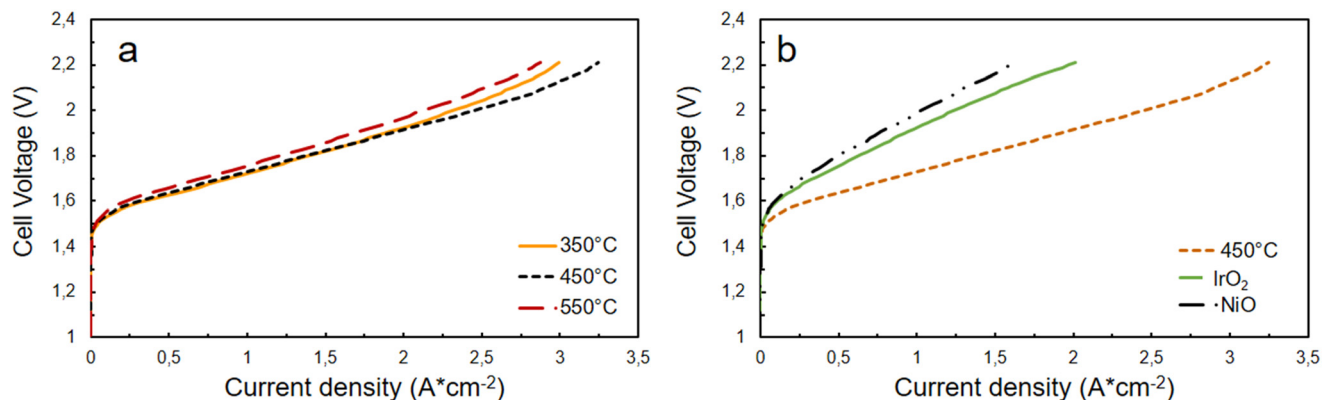 a
Cell Voltage (V)
2,4
2,2
2
1,8
1,6
1,4
1,2
1
0
0,5
1
1,5
2
2,5
3
3,5
Current density (A*cm-2)
350°C
450°C
550°C
b
Cell Voltage (V)
2,4
2,2
2
1,8
1,6
1,4
1,2
1
0
0,5
1
1,5
2
2,5
3
3,5
Current density (A*cm-2)
450°C
IrO2
NiO